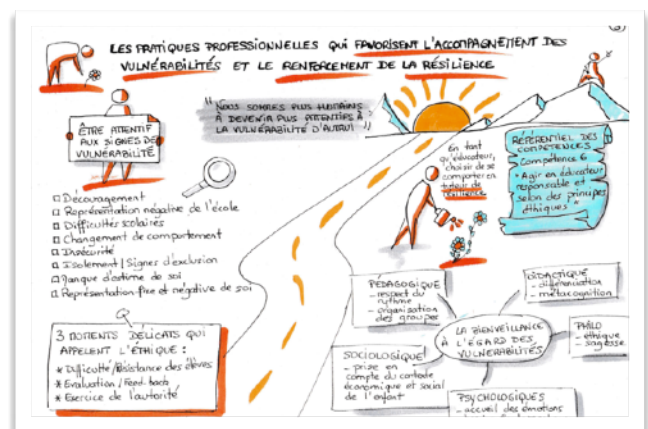 LES PRATIQUES PROFESSIONNELLES QUI FAVORISENT L'ACCOMPAGNEMENT DES
VULNÉRABILITÉS ET LE RENFORCEMENT DE LA RÉSILIENCE
ÊTRE ATTENTIF
AUX SIGNES DE
VULNÉRABILITÉ
"NOUS SOMMES PLUS HUMAINS
À DEVENIR PLUS ATTENTIFS À
LA VULNÉRABILITÉ D'AUTRUI"
Découragement
Représentation négative de l'école
Difficultés scolaires
Changement de comportement
Insécurité
Isolement / Signes d'exclusion
Manque d'estime de soi
Représentation fixe et négative de soi
3 MOMENTS DÉLICATS QUI
APPELENT L'ÉTHIQUE :
* Difficulté/Résistance des élèves
* Evaluation / Feed-back
* Exercice de l'autorité
En tant
qu'éducateur,
choisir de se
comporter en
tuteur de
résilience
RÉFÉRENTIEL DES
COMPÉTENCES
Compétence 6
"Agir en éducateur
responsable et
selon des principes
éthiques"
PÉDAGOGIQUE
- respect du
rythme
- organisation
des groupes
DIDACTIQUE
- différenciation
- métacognition
LA BIENVEILLANCE
À L'ÉGARD DES
VULNÉRABILITÉS
PHILO
- éthique
- sagesse
SOCIOLOGIQUE
- prise en
compte du contexte
économique et social
de l'enfant
PSYCHOLOGIQUES
- accueil des émotions